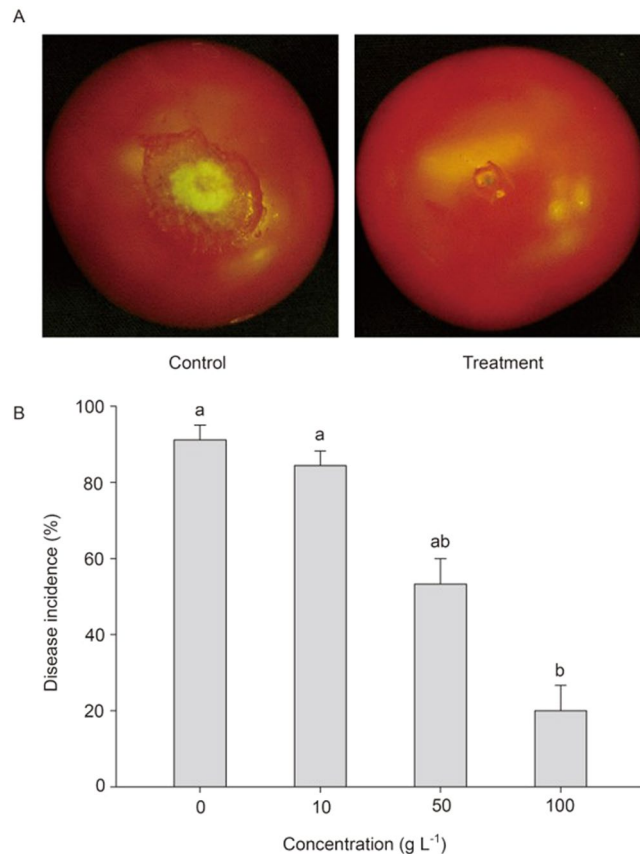 A
Control
Treatment
B
Disease incidence (%)
100
80
60
40
20
0
a
a
ab
b
0
10
50
100
Concentration (g L⁻¹)